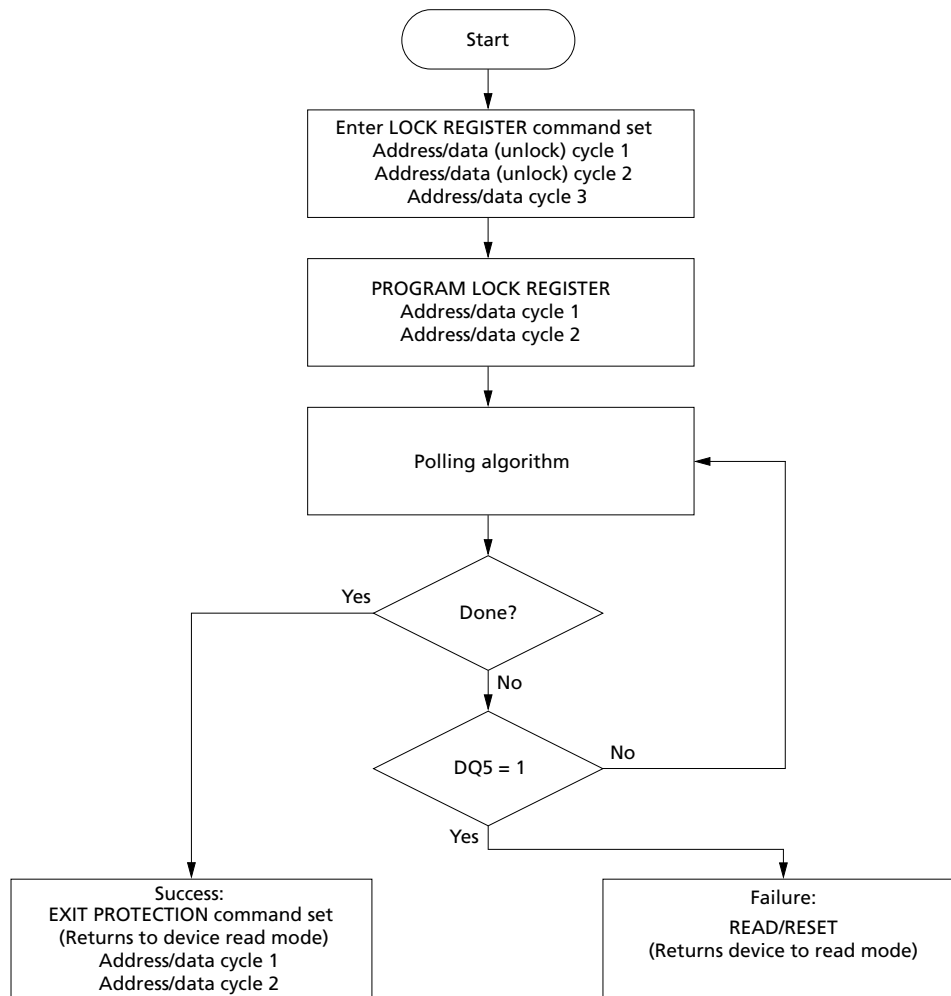 Start
Enter LOCK REGISTER command set
Address/data (unlock) cycle 1
Address/data (unlock) cycle 2
Address/data cycle 3
PROGRAM LOCK REGISTER
Address/data cycle 1
Address/data cycle 2
Polling algorithm
Yes
Done?
No
DQ5 = 1
No
Yes
Success:
EXIT PROTECTION command set
(Returns to device read mode)
Address/data cycle 1
Address/data cycle 2
Failure:
READ/RESET
(Returns device to read mode)